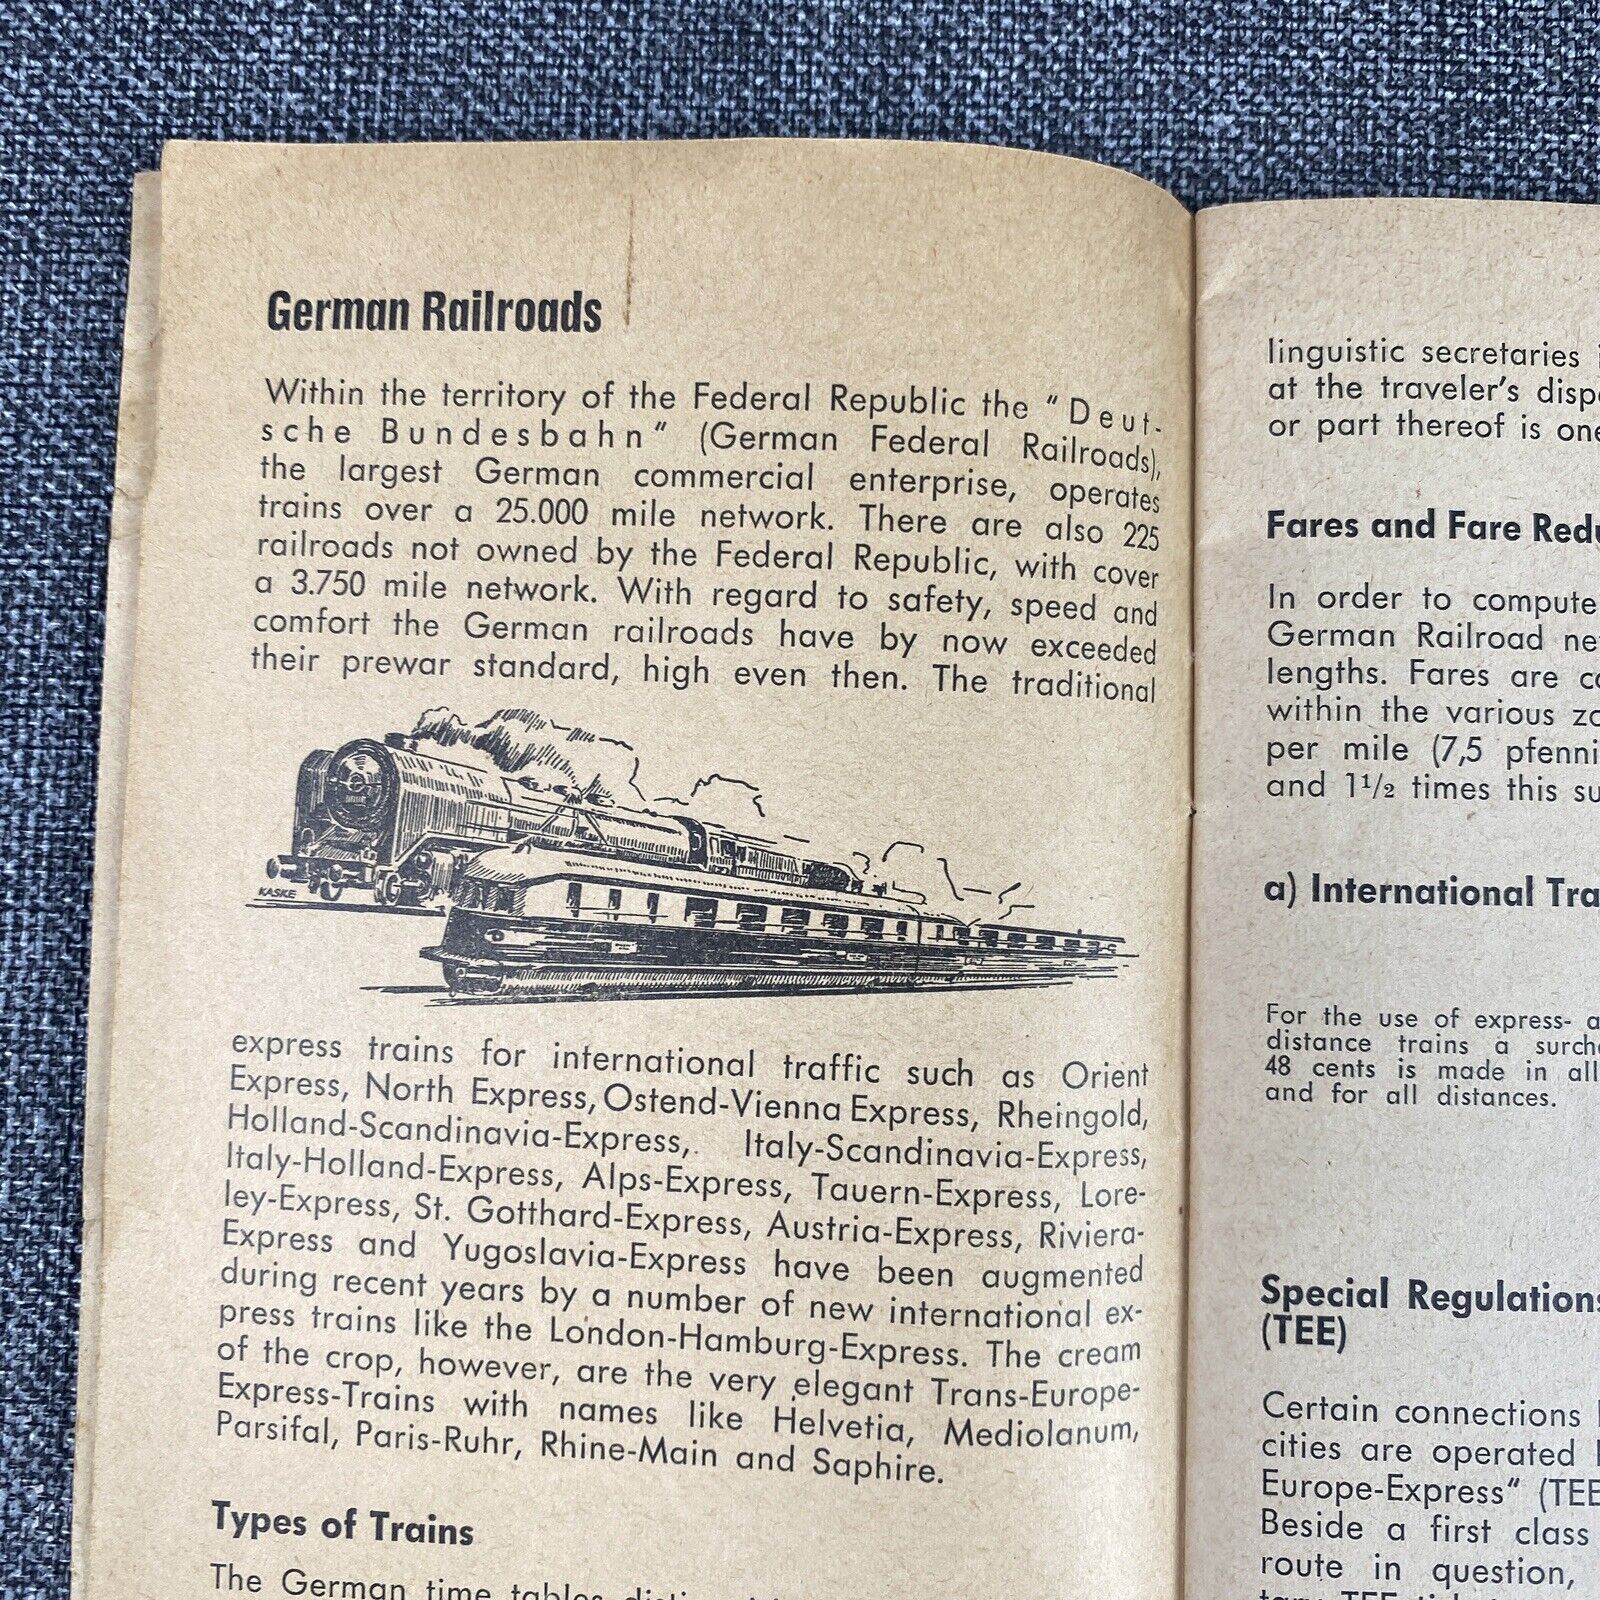 German Railroads
Within the territory of the Federal Republic the "Deut-
sche Bundesbahn" (German Federal Railroads),
the largest German commercial enterprise, operates
trains over a 25.000 mile network. There are also 225
railroads not owned by the Federal Republic, with cover
a 3.750 mile network. With regard to safety, speed and
comfort the German railroads have by now exceeded
their prewar standard, high even then. The traditional
KASKE
express trains for international traffic such as Orient
Express, North Express, Ostend-Vienna Express, Rheingold,
Holland-Scandinavia-Express, Italy-Scandinavia-Express,
Italy-Holland-Express, Alps-Express, Tauern-Express, Lore-
ley-Express, St. Gotthard-Express, Austria-Express, Riviera-
Express and Yugoslavia-Express have been augmented
during recent years by a number of new international ex-
press trains like the London-Hamburg-Express. The cream
of the crop, however, are the very elegant Trans-Europe-
Express-Trains with names like Helvetia, Mediolanum,
Parsifal, Paris-Ruhr, Rhine-Main and Saphire.
Types of Trains
The German time tables
linguistic secretaries
at the traveler's
or part thereof is
Fares and Fare
In order to compute
German Railroad
lengths. Fares are
within the various
per mile (7,5
and 1½ times this
a) International
For the use of express-
distance trains a
48 cents is made in all
and for all distances.
Special Regulations
(TEE)
Certain connections
cities are operated
Europe-Express" (TEE
Beside a first class
route in question,